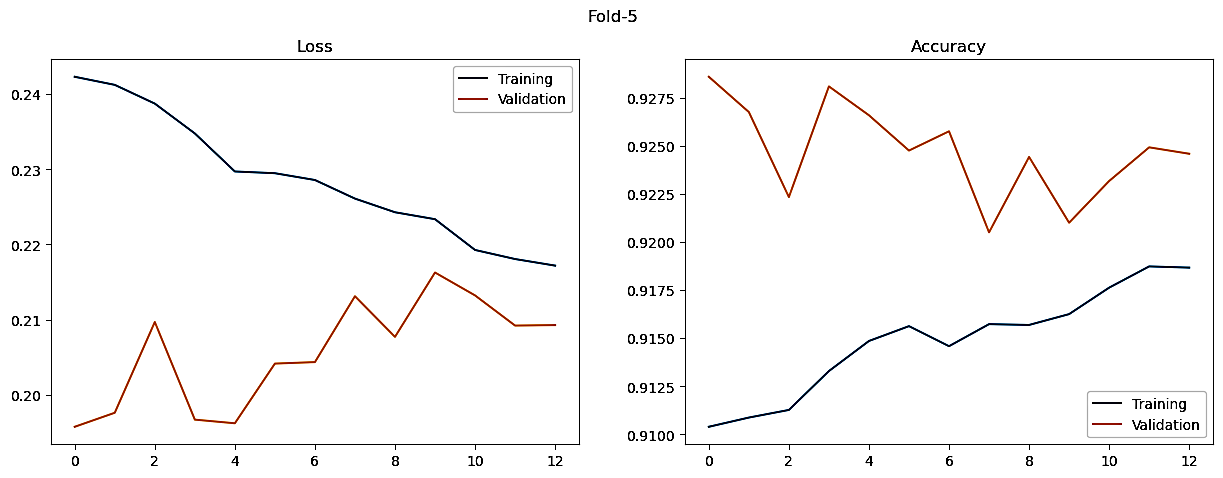 Fold-5
Loss
Training
Validation
0.24
0.23
0.22
0.21
0.20
0 2 4 6 8 10 12
Accuracy
0.9275
0.9250
0.9225
0.9200
0.9175
0.9150
0.9125
0.9100
Training
Validation
0 2 4 6 8 10 12